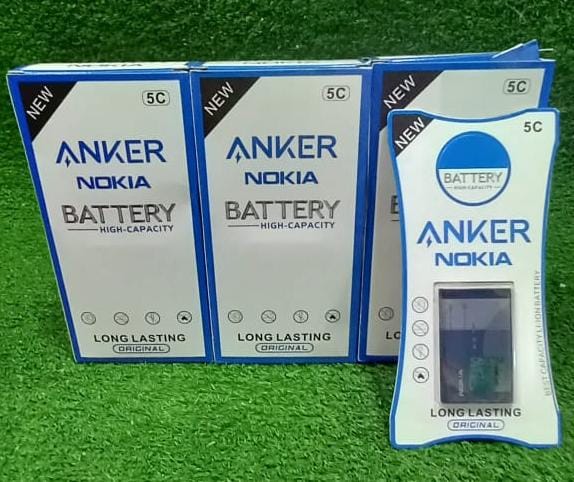 NEW
5C
ANKER
NOKIA
BATTERY
HIGH-CAPACITY
LONG LASTING
ORIGINAL
NEW
5C
ANKER
NOKIA
BATTERY
HIGH-CAPACITY
LONG LASTING
ORIGINAL
NEW
5C
NEW
5C
BATTERY
HIGH-CAPACITY
ANKER
NOKIA
NOKIA
BEST CAPACITY LI-ION BATTERY
LONG LASTING
ORIGINAL